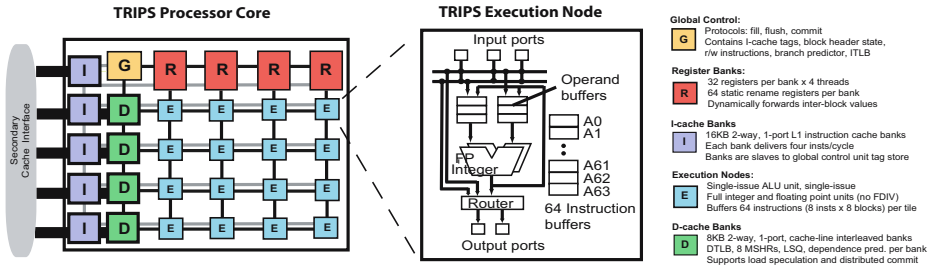 TRIPS Processor Core
Secondary
Cache Interface
I G R R R R
I D E E E E
I D E E E E
I D E E E E
I D E E E E
TRIPS Execution Node
Input ports
Operand
buffers
A0
A1
A61
A62
A63
FP
Integer
Router
64 Instruction
buffers
Output ports
Global Control:
G
Protocols: fill, flush, commit
Contains I-cache tags, block header state,
r/w instructions, branch predictor, ITLB
Register Banks:
R
32 registers per bank x 4 threads
64 static rename registers per bank
Dynamically forwards inter-block values
I-cache Banks
I
16KB 2-way, 1-port L1 instruction cache banks
Each bank delivers four insts/cycle
Banks are slaves to global control unit tag store
Execution Nodes:
E
Single-issue ALU unit, single-issue
Full integer and floating point units (no FDIV)
Buffers 64 instructions (8 insts x 8 blocks) per tile
D-cache Banks
D
8KB 2-way, 1-port, cache-line interleaved banks
DTLB, 8 MSHRs, LSQ, dependence pred. per bank
Supports load speculation and distributed commit